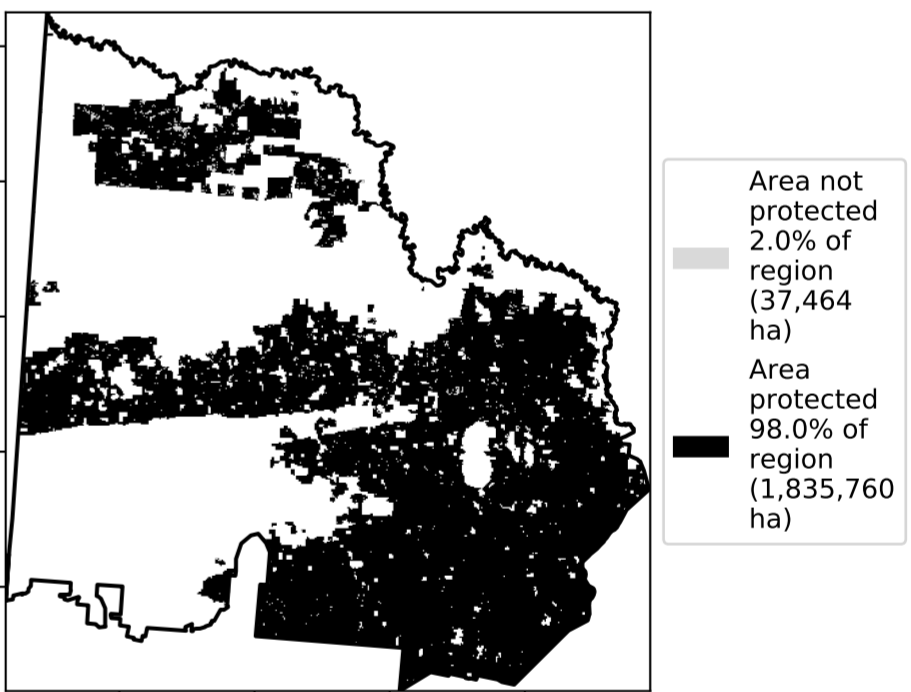 Area not
protected
2.0% of
region
(37,464
ha)
Area
protected
98.0% of
region
(1,835,760
ha)